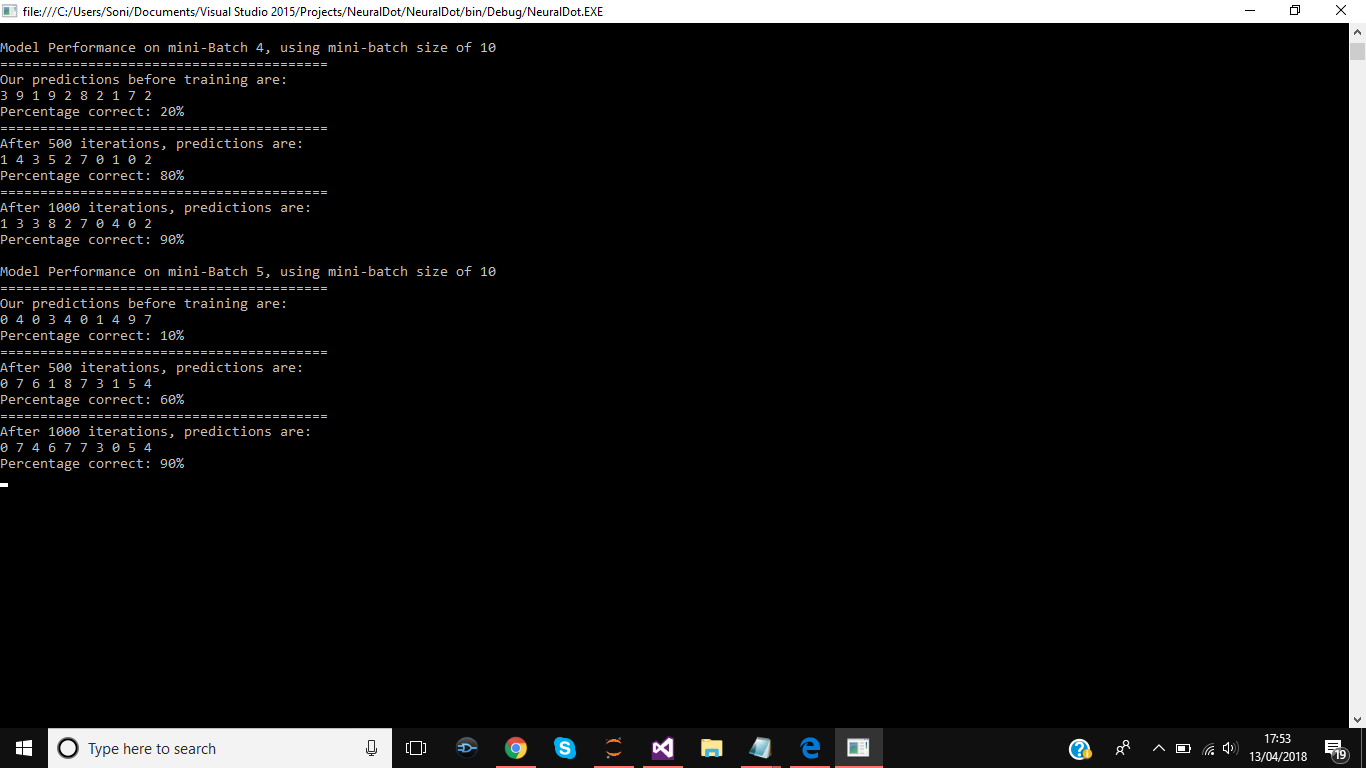 file:///C:/Users/Soni/Documents/Visual Studio 2015/Projects/NeuralDot/NeuralDot/bin/Debug/NeuralDot.EXE
Model Performance on mini-Batch 4, using mini-batch size of 10
=========================================
Our predictions before training are:
3 9 1 9 2 8 2 1 7 2
Percentage correct: 20%
=========================================
After 500 iterations, predictions are:
1 4 3 5 2 7 0 1 0 2
Percentage correct: 80%
=========================================
After 1000 iterations, predictions are:
1 3 3 8 2 7 0 4 0 2
Percentage correct: 90%
Model Performance on mini-Batch 5, using mini-batch size of 10
=========================================
Our predictions before training are:
0 4 0 3 4 0 1 4 9 7
Percentage correct: 10%
=========================================
After 500 iterations, predictions are:
0 7 6 1 8 7 3 1 5 4
Percentage correct: 60%
=========================================
After 1000 iterations, predictions are:
0 7 4 6 7 7 3 0 5 4
Percentage correct: 90%
Type here to search
17:53
13/04/2018
19